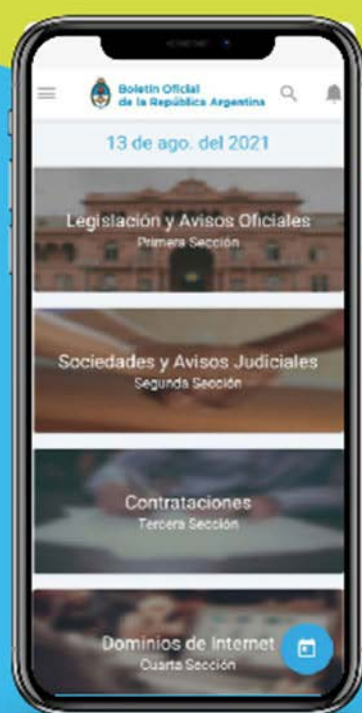 Boletín Oficial
de la República Argentina
13 de ago. del 2021
Legislación y Avisos Oficiales
Primera Sección
Sociedades y Avisos Judiciales
Segunda Sección
Contrataciones
Tercera Sección
Dominios de Internet
Cuarta Sección